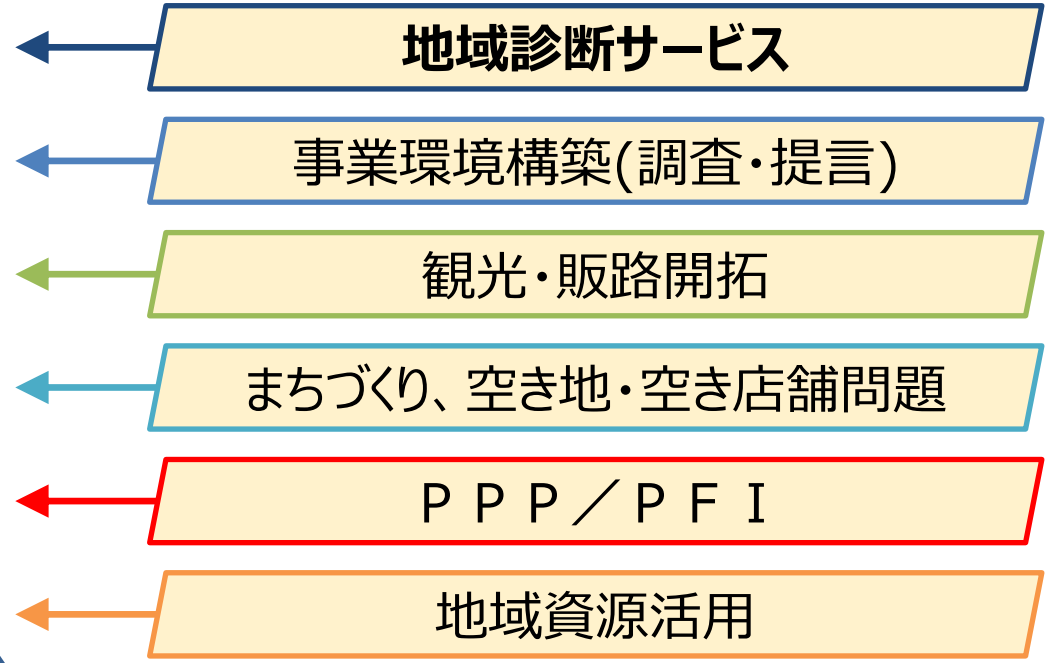 地域診断サービス
事業環境構築(調査・提言)
観光・販路開拓
まちづくり、空き地・空き店舗問題
ＰＰＰ／ＰＦＩ
地域資源活用